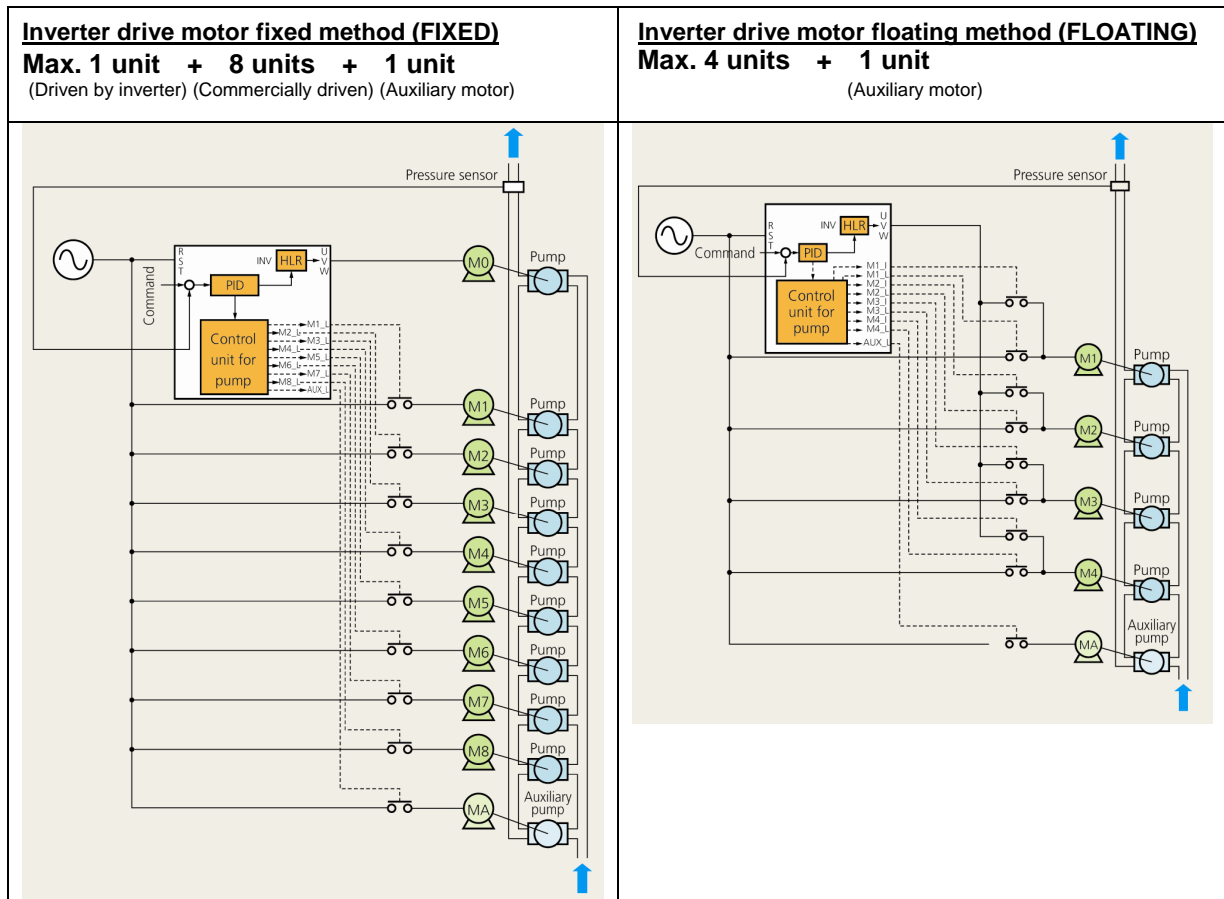 Inverter drive motor fixed method (FIXED)
Max. 1 unit + 8 units + 1 unit
(Driven by inverter) (Commercially driven) (Auxiliary motor)
Pressure sensor
R
S
T
INV
HLR
U
V
W
M0
Pump
Command
PID
Control
unit for
pump
M1_L
M2_L
M3_L
M4_L
M5_L
M6_L
M7_L
M8_L
AUX_L
M1
Pump
M2
Pump
M3
Pump
M4
Pump
M5
Pump
M6
Pump
M7
Pump
M8
Pump
MA
Auxiliary
pump
Inverter drive motor floating method (FLOATING)
Max. 4 units + 1 unit
(Auxiliary motor)
Pressure sensor
R
S
T
INV
HLR
U
V
W
Command
PID
Control
unit for
pump
M1_I
M1_L
M2_I
M2_L
M3_I
M3_L
M4_I
M4_L
AUX_L
M1
Pump
M2
Pump
M3
Pump
M4
Pump
MA
Auxiliary
pump